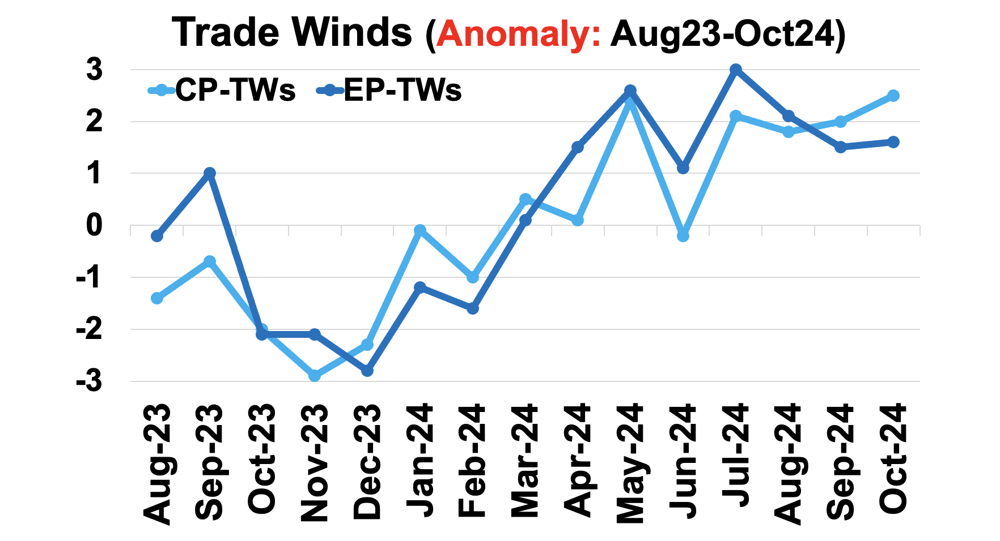 Trade Winds (Anomaly: Aug23-Oct24)
CP-TWs EP-TWs
3
2
1
0
-1
-2
-3
Aug-23
Sep-23
Oct-23
Nov-23
Dec-23
Jan-24
Feb-24
Mar-24
Apr-24
May-24
Jun-24
Jul-24
Aug-24
Sep-24
Oct-24